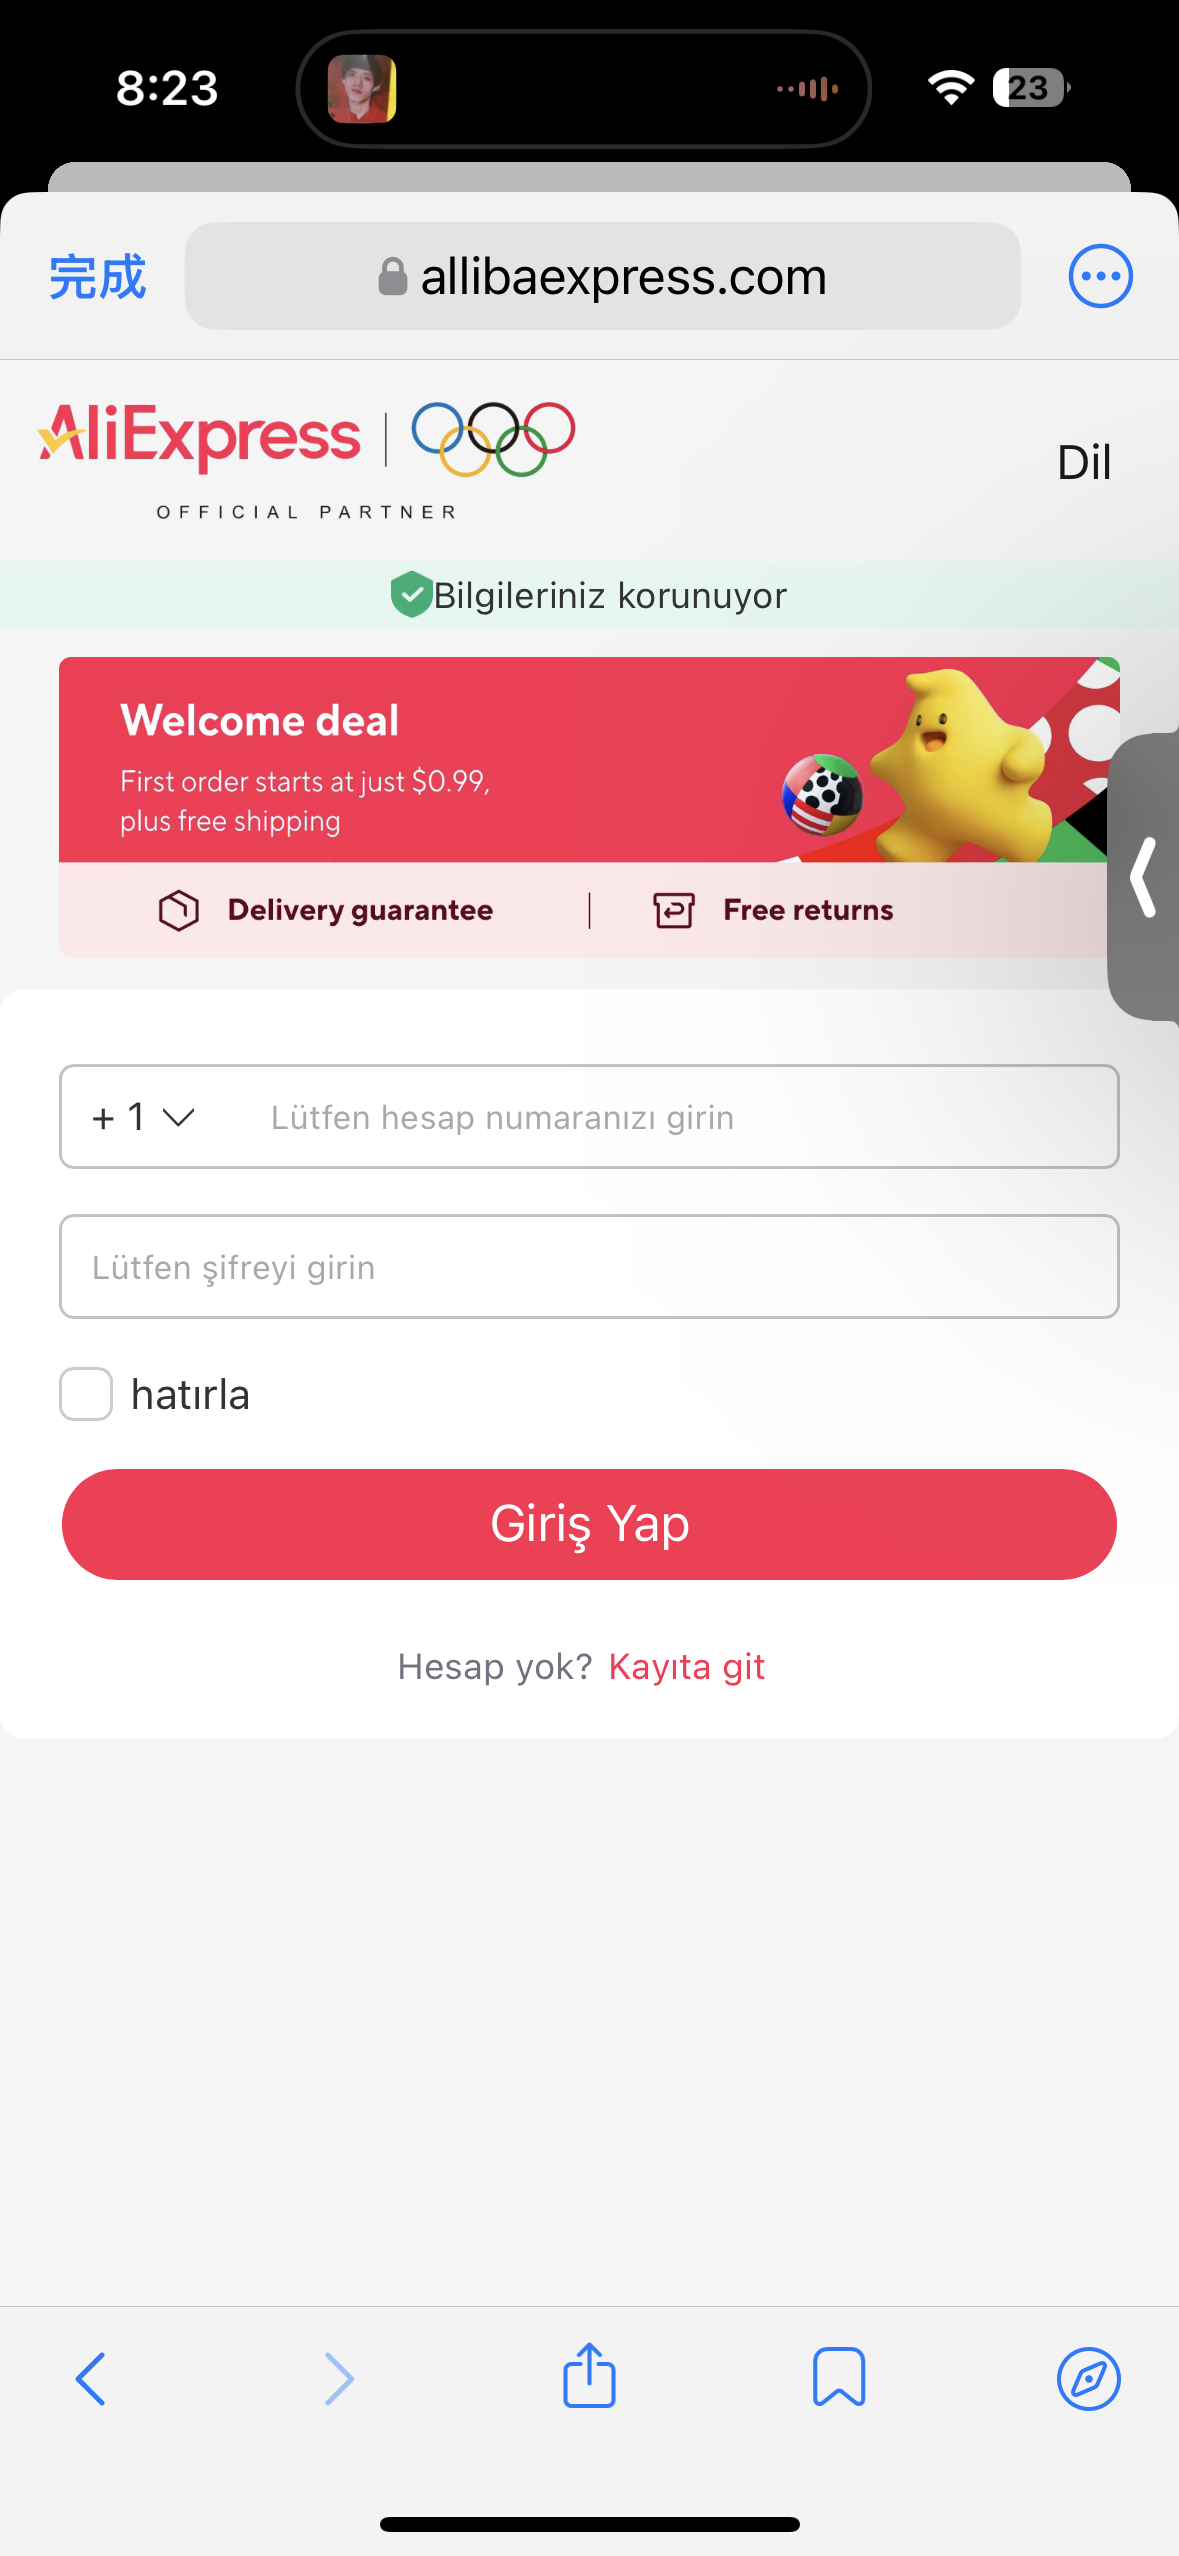 8:23
23
完成
allibaexpress.com
AliExpress
OFFICIAL PARTNER
Dil
Bilgileriniz korunuyor
Welcome deal
First order starts at just $0.99,
plus free shipping
Delivery guarantee
Free returns
+ 1
Lütfen hesap numaranızı girin
Lütfen şifreyi girin
hatırla
Giriş Yap
Hesap yok? Kayıta git